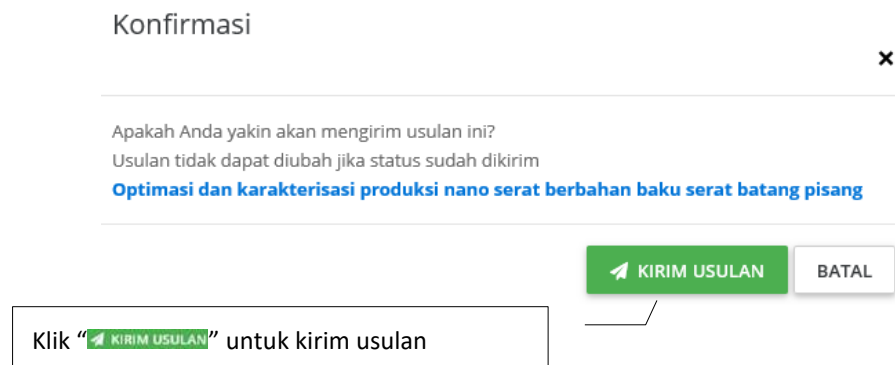 Konfirmasi
×
Apakah Anda yakin akan mengirim usulan ini?
Usulan tidak dapat diubah jika status sudah dikirim
Optimasi dan karakterisasi produksi nano serat berbahan baku serat batang pisang
KIRIM USULAN BATAL
Klik “KIRIM USULAN” untuk kirim usulan